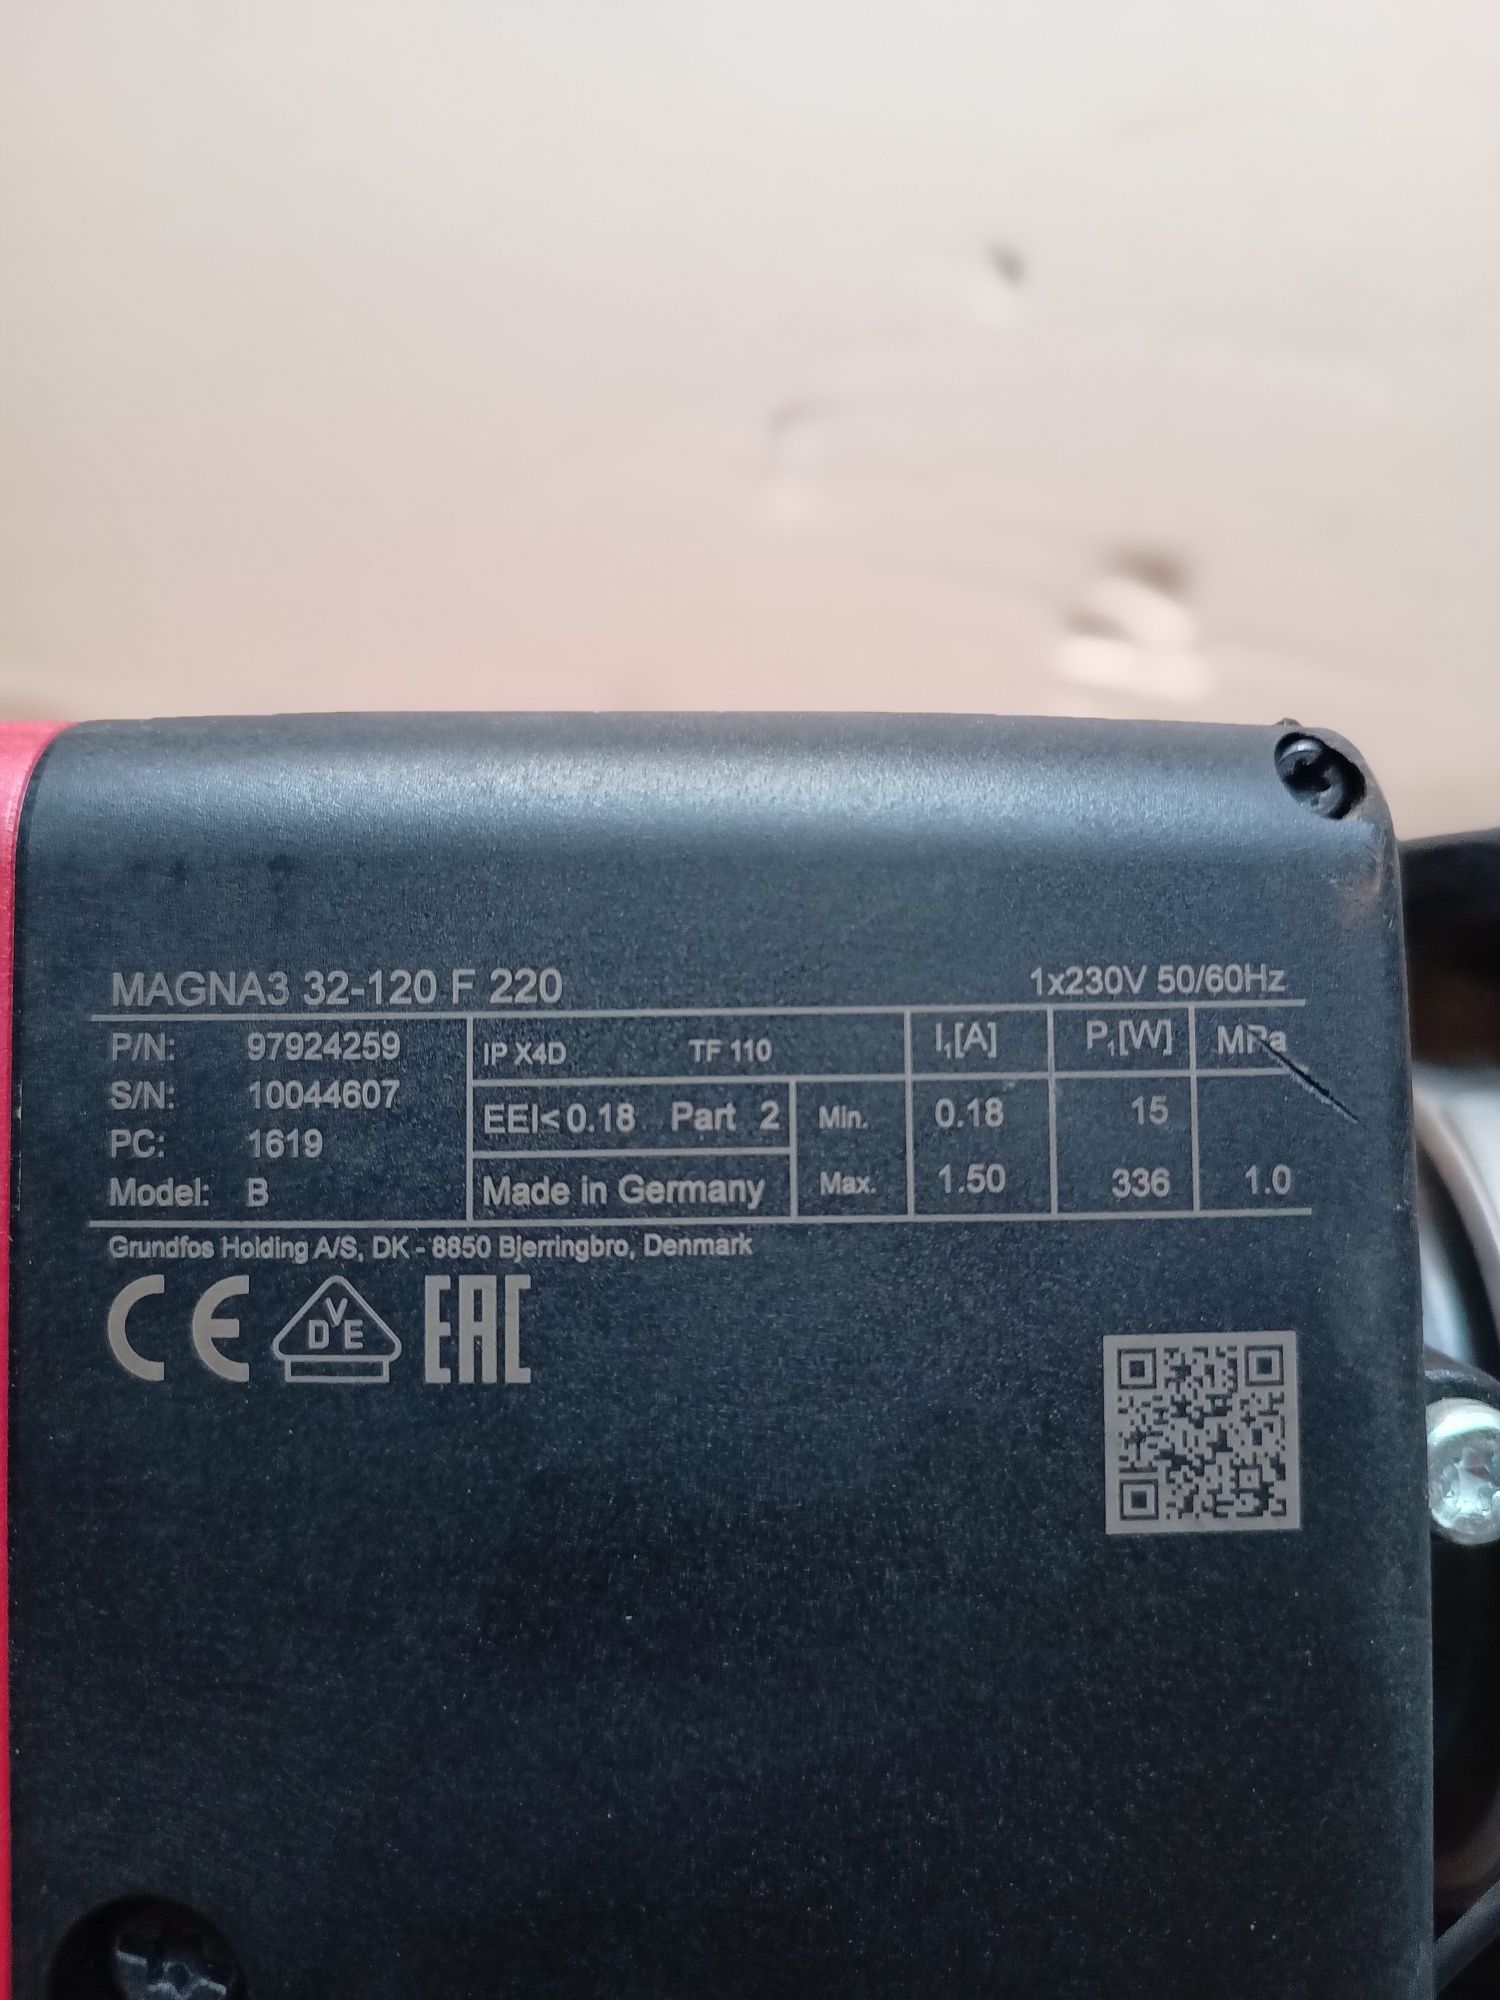 MAGNA3 32-120 F 220 1x230V 50/60Hz
P/N: 97924259 IP X4D TF 110 I₁[A] P₁[W] MPa
S/N: 10044607 EEI<0.18 Part 2 Min. 0.18 15
PC: 1619
Model: B Made in Germany Max. 1.50 336 1.0
Grundfos Holding A/S, DK - 8850 Bjerringbro, Denmark
CE VDE EAC